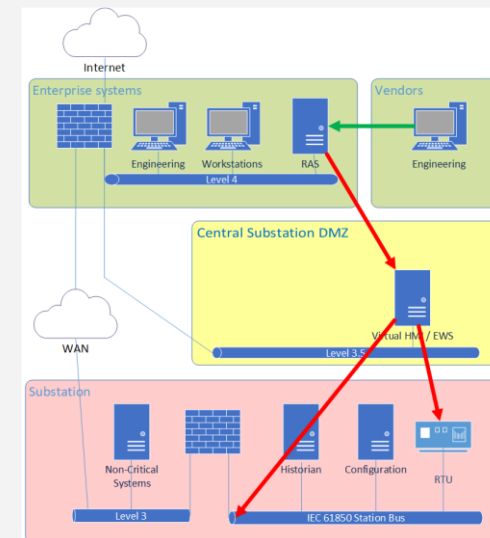 Internet
Enterprise systems
Vendors
Engineering
Workstations
RAS
Engineering
Level 4
Central Substation DMZ
Virtual HMI / EWS
WAN
Level 3.5
Substation
Non-Critical
Systems
Historian
Configuration
RTU
Level 3
IEC 61850 Station Bus